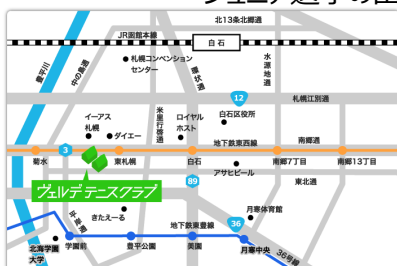 北13条北郷通
JR函館本線
白石
豊平川
中の島通
札幌コンベンション
センター
水源地通
12
札幌江別通
イーアス
札幌
ダイエー
米里行啓通
ロイヤル
ホスト
白石区役所
3
地下鉄東西線
南郷通
菊水
東札幌
白石
南郷7丁目
南郷13丁目
アサヒビール
東北通
89
ヴェルデテニスクラブ
平岸通
きたえーる
月寒体育館
36
地下鉄東豊線
北海学園
大学
学園前
豊平公園
美園
月寒中央
36号線